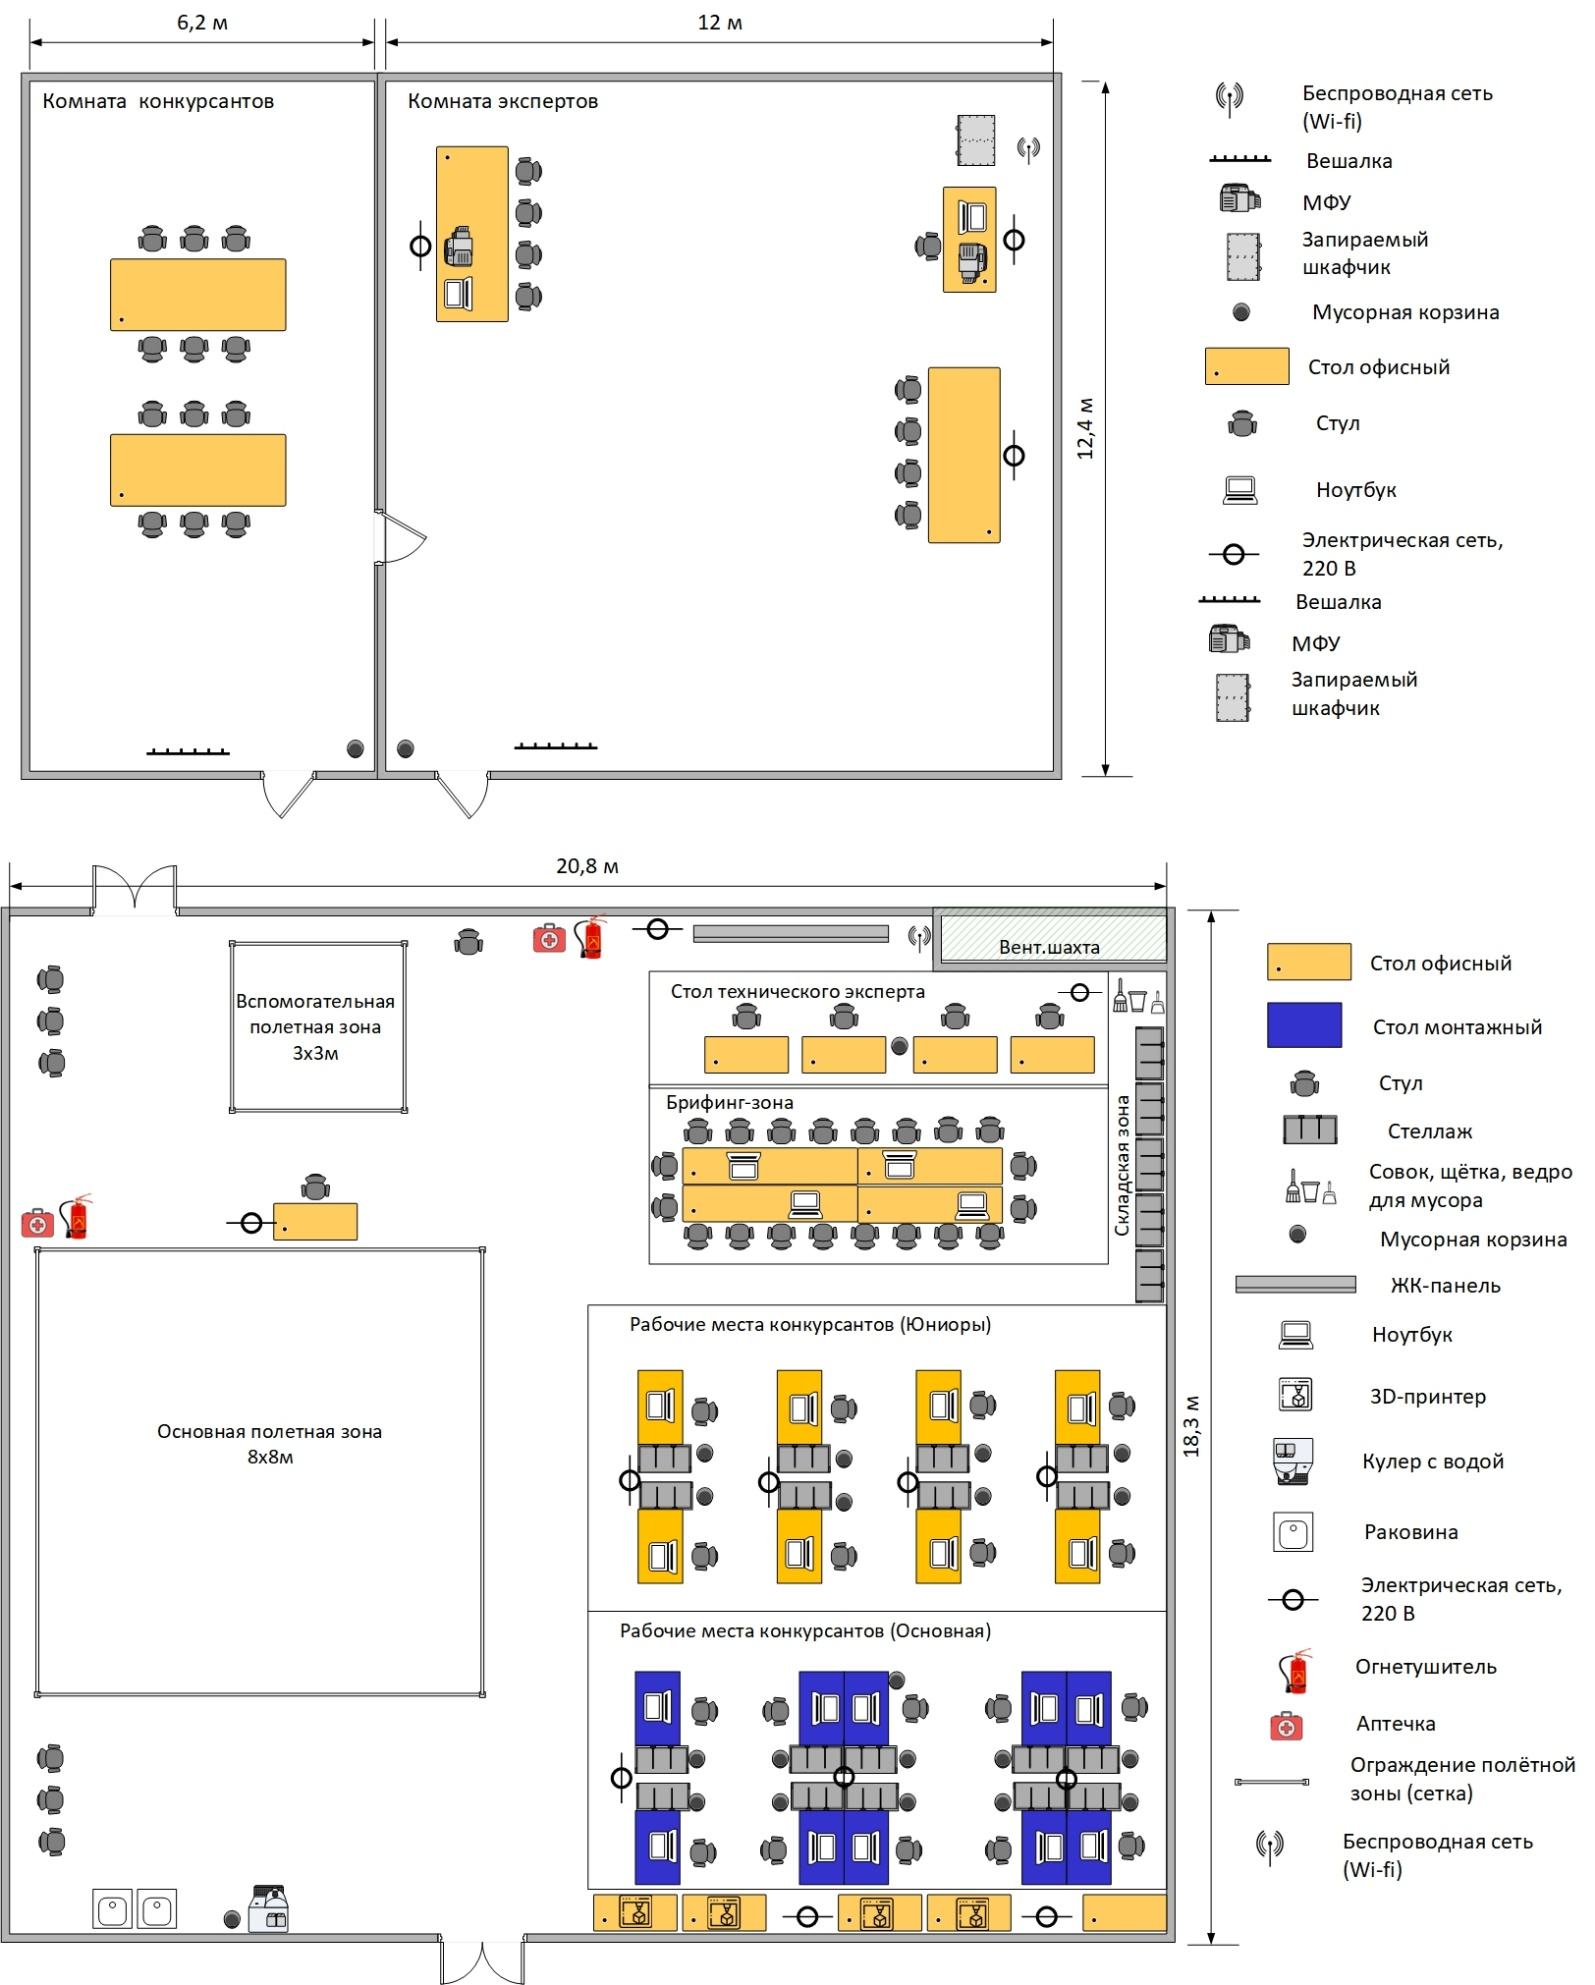 6,2 м
12 м
Комната конкурсантов
Комната экспертов
12,4 м
Беспроводная сеть
(Wi-fi)
Вешалка
МФУ
Запираемый
шкафчик
Мусорная корзина
Стол офисный
Стул
Ноутбук
Электрическая сеть,
220 В
Вешалка
МФУ
Запираемый
шкафчик
20,8 м
Вент.шахта
Вспомогательная
полетная зона
3х3м
Стол технического эксперта
Брифинг-зона
Складская зона
Основная полетная зона
8х8м
Рабочие места конкурсантов (Юниоры)
Рабочие места конкурсантов (Основная)
18,3 м
Стол офисный
Стол монтажный
Стул
Стеллаж
Совок, щётка, ведро
для мусора
Мусорная корзина
ЖК-панель
Ноутбук
3D-принтер
Кулер с водой
Раковина
Электрическая сеть,
220 В
Огнетушитель
Аптечка
Ограждение полётной
зоны (сетка)
Беспроводная сеть
(Wi-fi)